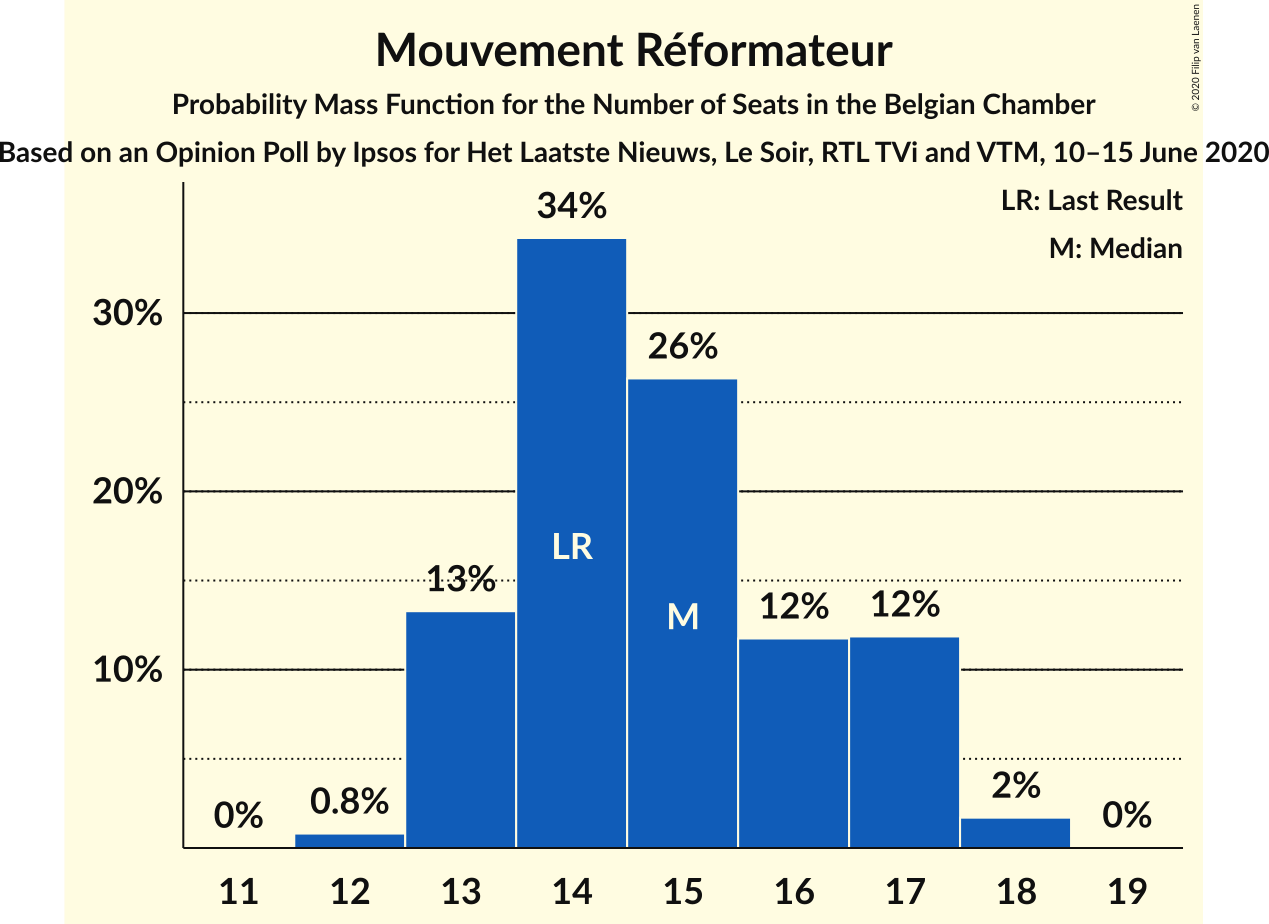 Mouvement Réformateur
Probability Mass Function for the Number of Seats in the Belgian Chamber
Based on an Opinion Poll by Ipsos for Het Laatste Nieuws, Le Soir, RTL TVi and VTM, 10–15 June 2020
© 2020 Filip van Laenen
LR: Last Result
M: Median
34%
30%
26%
20%
LR
13%
M
12%
12%
10%
0%
0.8%
2%
0%
11 12 13 14 15 16 17 18 19